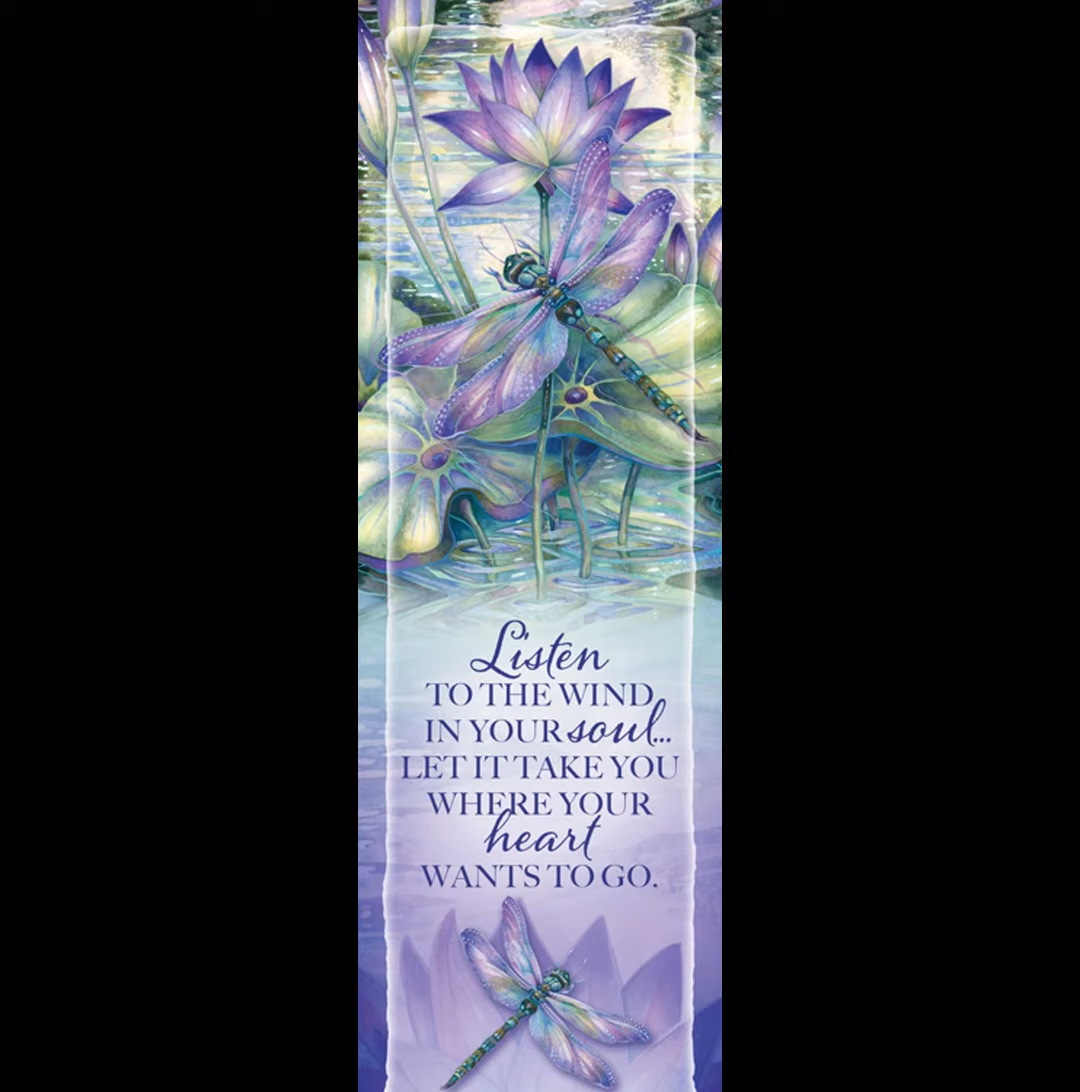 Listen
TO THE WIND
IN YOUR soul...
LET IT TAKE YOU
WHERE YOUR
heart
WANTS TO GO.